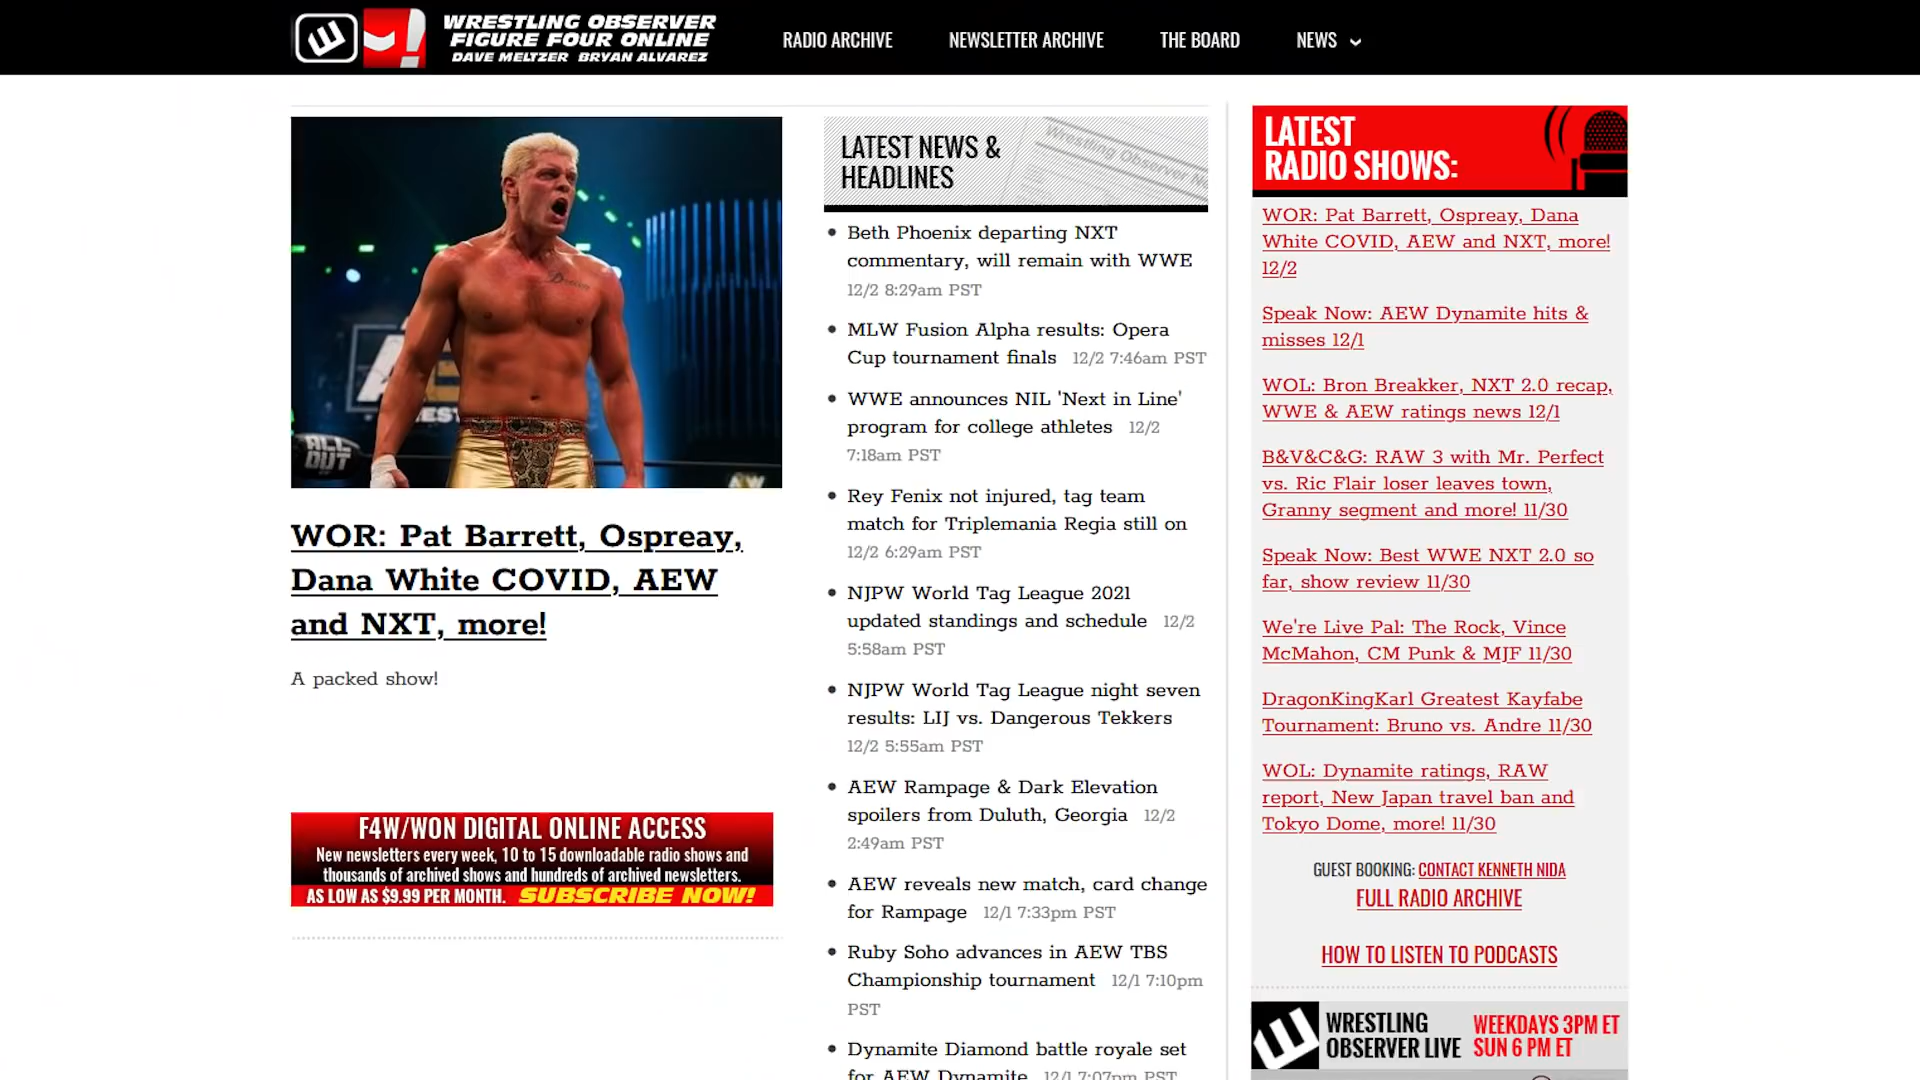 WRESTLING OBSERVER
FIGURE FOUR ONLINE
DAVE MELTZER BRYAN ALVAREZ
RADIO ARCHIVE
NEWSLETTER ARCHIVE
THE BOARD
NEWS
ALL
OUT
WOR: Pat Barrett, Ospreay,
Dana White COVID, AEW
and NXT, more!
A packed show!
F4W/WON DIGITAL ONLINE ACCESS
New newsletters every week, 10 to 15 downloadable radio shows and
thousands of archived shows and hundreds of archived newsletters.
AS LOW AS $9.99 PER MONTH. SUBSCRIBE NOW!
LATEST NEWS &
HEADLINES
Wrestling Observer Ne
Beth Phoenix departing NXT
commentary, will remain with WWE
12/2 8:29am PST
MLW Fusion Alpha results: Opera
Cup tournament finals 12/2 7:46am PST
WWE announces NIL 'Next in Line'
program for college athletes 12/2
7:18am PST
Rey Fenix not injured, tag team
match for Triplemania Regia still on
12/2 6:29am PST
NJPW World Tag League 2021
updated standings and schedule 12/2
5:58am PST
NJPW World Tag League night seven
results: LIJ vs. Dangerous Tekkers
12/2 5:55am PST
AEW Rampage & Dark Elevation
spoilers from Duluth, Georgia 12/2
2:49am PST
AEW reveals new match, card change
for Rampage 12/1 7:33pm PST
Ruby Soho advances in AEW TBS
Championship tournament 12/1 7:10pm
PST
Dynamite Diamond battle royale set
for AEW Dynamite 12/1 7:07pm PST
LATEST
RADIO SHOWS:
WOR: Pat Barrett, Ospreay, Dana
White COVID, AEW and NXT, more!
12/2
Speak Now: AEW Dynamite hits &
misses 12/1
WOL: Bron Breakker, NXT 2.0 recap,
WWE & AEW ratings news 12/1
B&V&C&G: RAW 3 with Mr. Perfect
vs. Ric Flair loser leaves town,
Granny segment and more! 11/30
Speak Now: Best WWE NXT 2.0 so
far, show review 11/30
We're Live Pal: The Rock, Vince
McMahon, CM Punk & MJF 11/30
DragonKingKarl Greatest Kayfabe
Tournament: Bruno vs. Andre 11/30
WOL: Dynamite ratings, RAW
report, New Japan travel ban and
Tokyo Dome, more! 11/30
GUEST BOOKING: CONTACT KENNETH NIDA
FULL RADIO ARCHIVE
HOW TO LISTEN TO PODCASTS
WRESTLING
OBSERVER LIVE
WEEKDAYS 3PM ET
SUN 6 PM ET